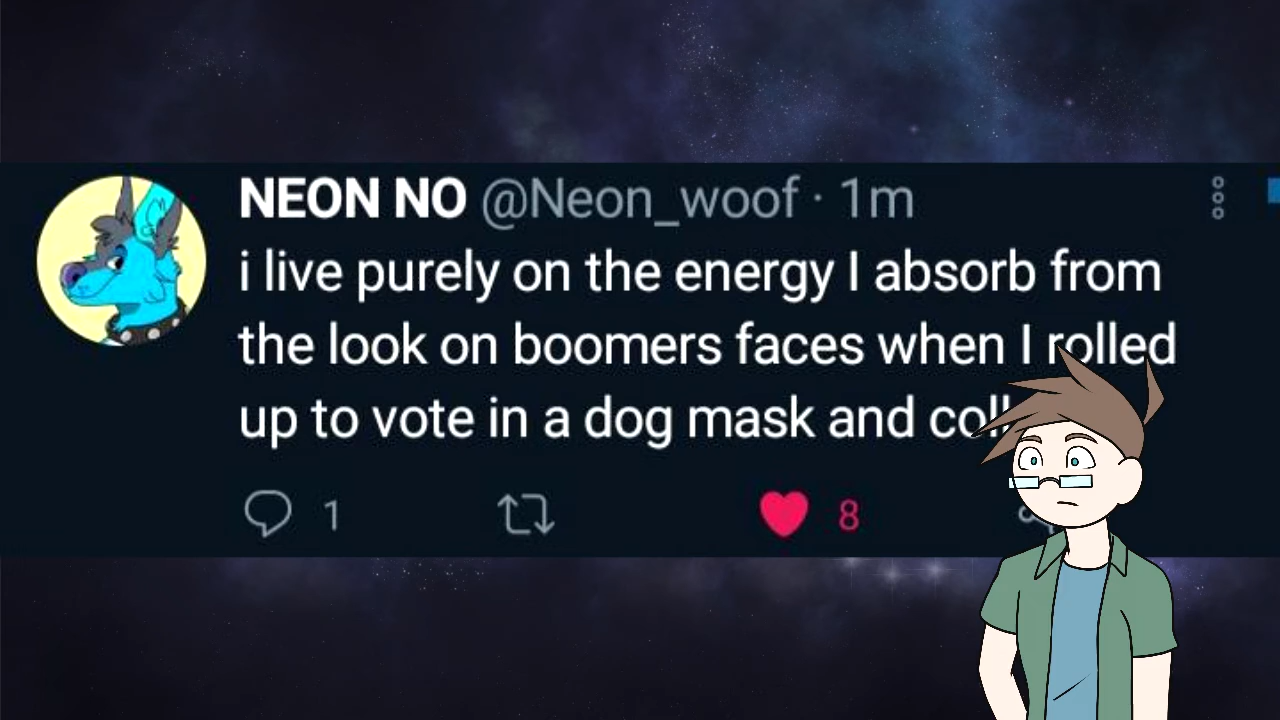 NEON NO @Neon_woof · 1m
i live purely on the energy I absorb from
the look on boomers faces when I rolled
up to vote in a dog mask and
1 8